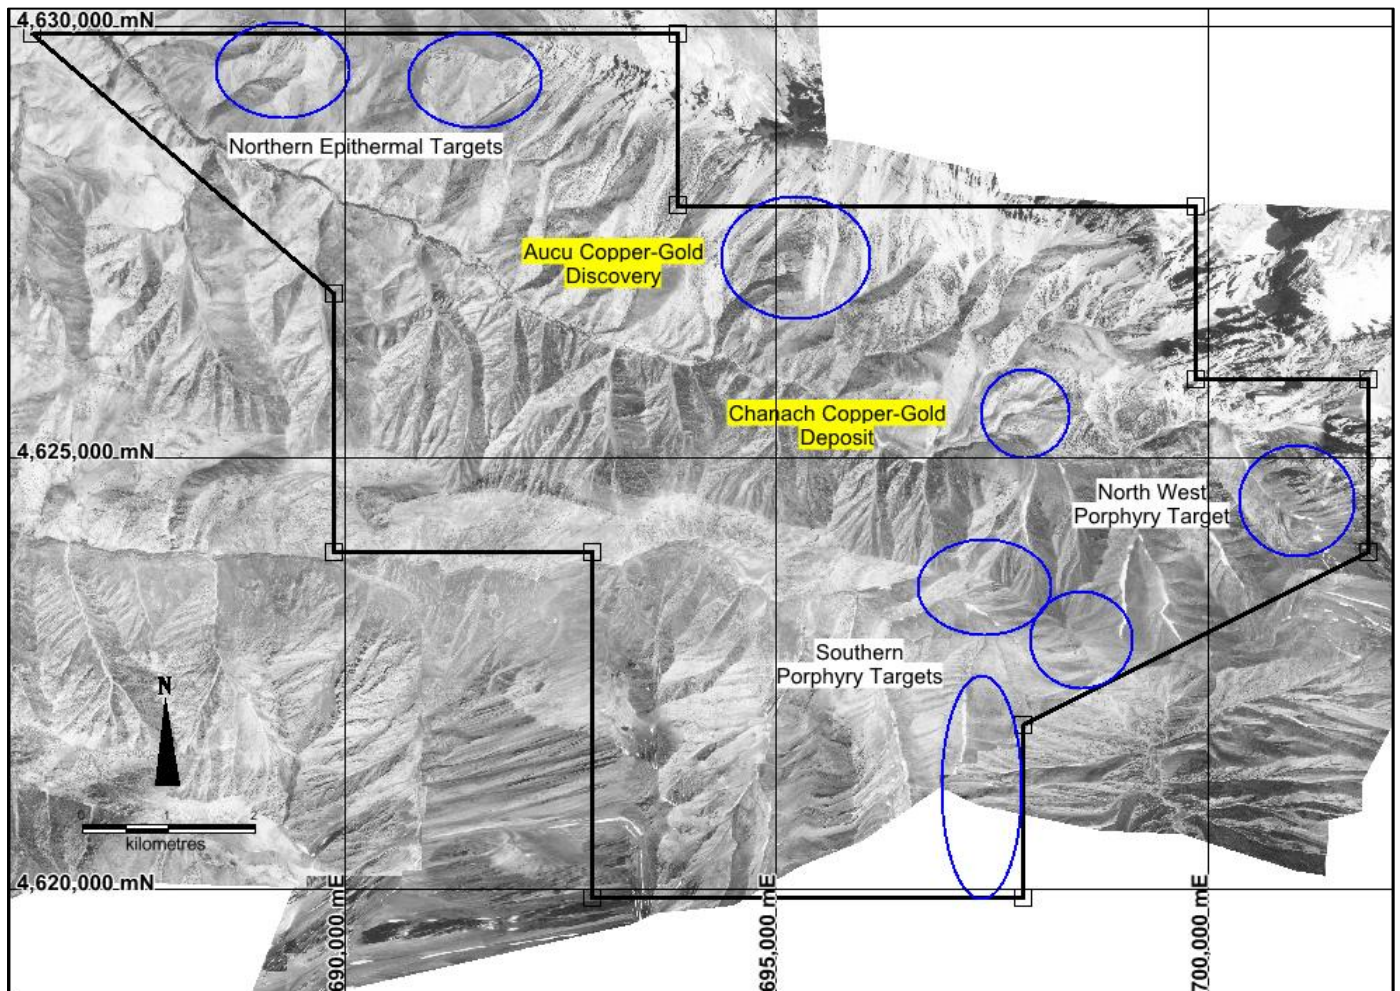 4,630,000 mN
Northern Epithermal Targets
Aucu Copper-Gold
Discovery
Chanach Copper-Gold
Deposit
4,625,000 mN
North West
Porphyry Target
Southern
Porphyry Targets
N
0 1 2
kilometres
4,620,000 mN
690,000 mE
695,000 mE
700,000 mE